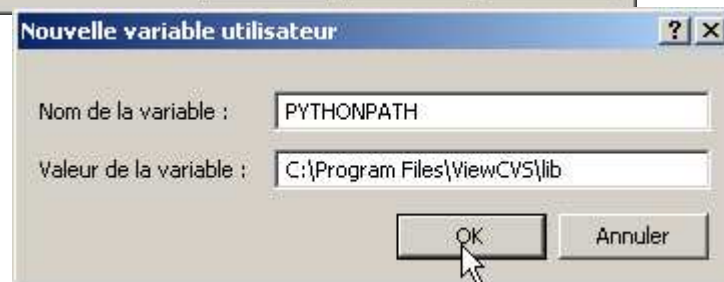 Nouvelle variable utilisateur
Nom de la variable : PYTHONPATH
Valeur de la variable : C:\Program Files\ViewCVS\lib
OK Annuler